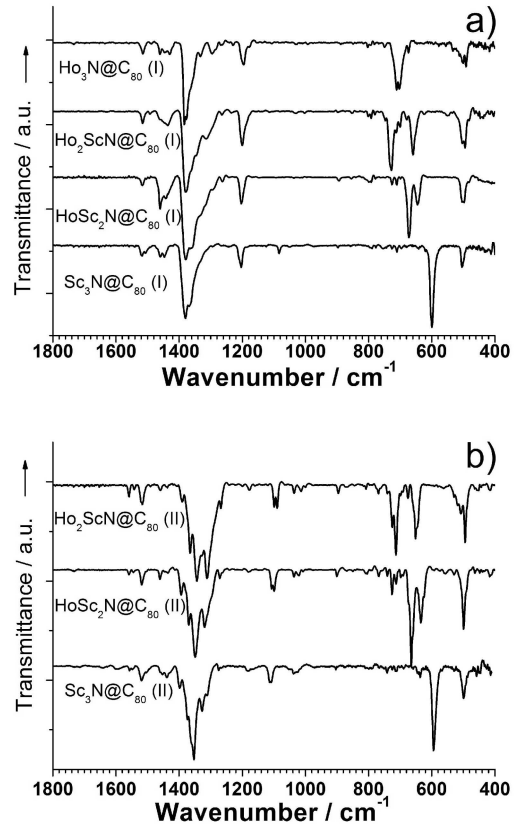 a)
Transmittance / a.u.
Ho₃N@C₈₀ (I)
Ho₂ScN@C₈₀ (I)
HoSc₂N@C₈₀ (I)
Sc₃N@C₈₀ (I)
1800 1600 1400 1200 1000 800 600 400
Wavenumber / cm⁻¹
b)
Transmittance / a.u.
Ho₂ScN@C₈₀ (II)
HoSc₂N@C₈₀ (II)
Sc₃N@C₈₀ (II)
1800 1600 1400 1200 1000 800 600 400
Wavenumber / cm⁻¹